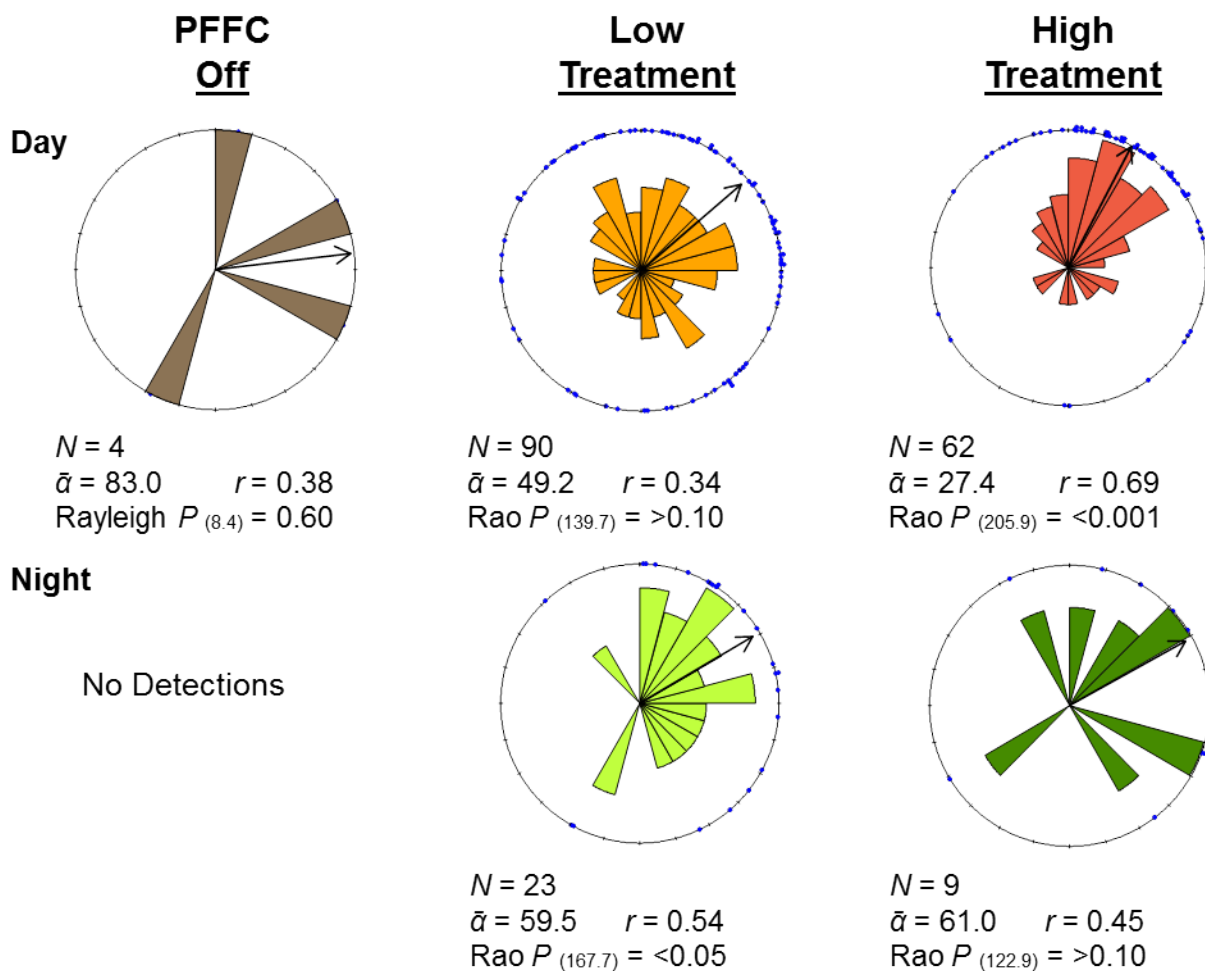 PFFC Low High
Off Treatment Treatment
Day
N = 4 N = 90 N = 62
ᾱ = 83.0 r = 0.38 ᾱ = 49.2 r = 0.34 ᾱ = 27.4 r = 0.69
Rayleigh P (8.4) = 0.60 Rao P (139.7) = >0.10 Rao P (205.9) = <0.001
Night
No Detections
N = 23 N = 9
ᾱ = 59.5 r = 0.54 ᾱ = 61.0 r = 0.45
Rao P (167.7) = <0.05 Rao P (122.9) = >0.10